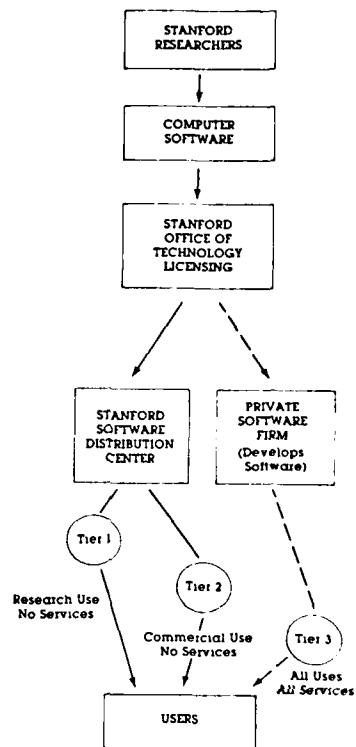 STANFORD
RESEARCHERS
COMPUTER
SOFTWARE
STANFORD
OFFICE OF
TECHNOLOGY
LICENSING
STANFORD
SOFTWARE
DISTRIBUTION
CENTER
PRIVATE
SOFTWARE
FIRM
(Develops
Software)
Tier 1
Research Use
No Services
Tier 2
Commercial Use
No Services
Tier 3
All Uses
All Services
USERS